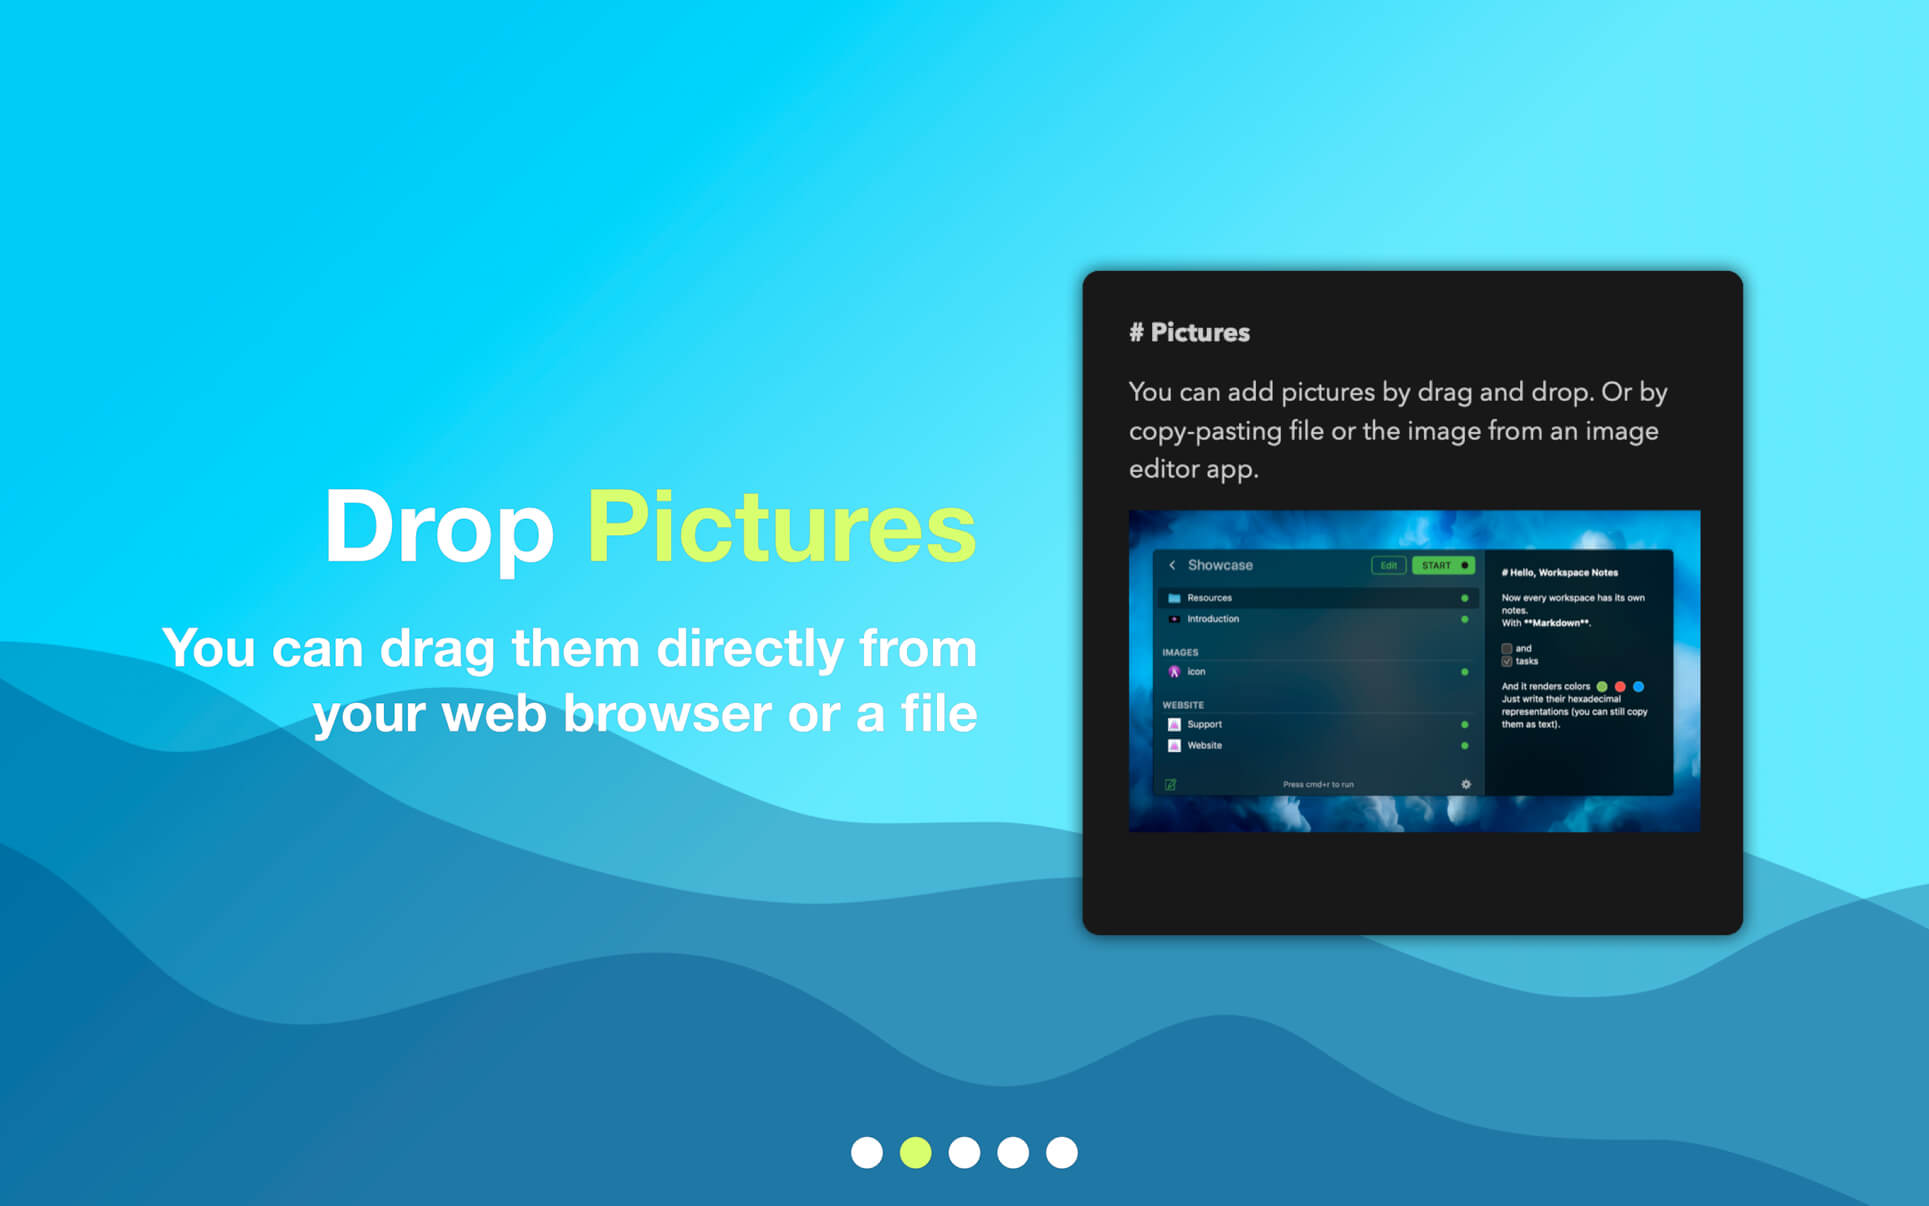 Drop Pictures
You can drag them directly from
your web browser or a file
# Pictures
You can add pictures by drag and drop. Or by
copy-pasting file or the image from an image
editor app.
Showcase
Edit
START
Resources
Introduction
IMAGES
icon
WEBSITE
Support
Website
Press cmd+r to run
# Hello, Workspace Notes
Now every workspace has its own
notes.
With **Markdown**.
and
tasks
And it renders colors
Just write their hexadecimal
representations (you can still copy
them as text).